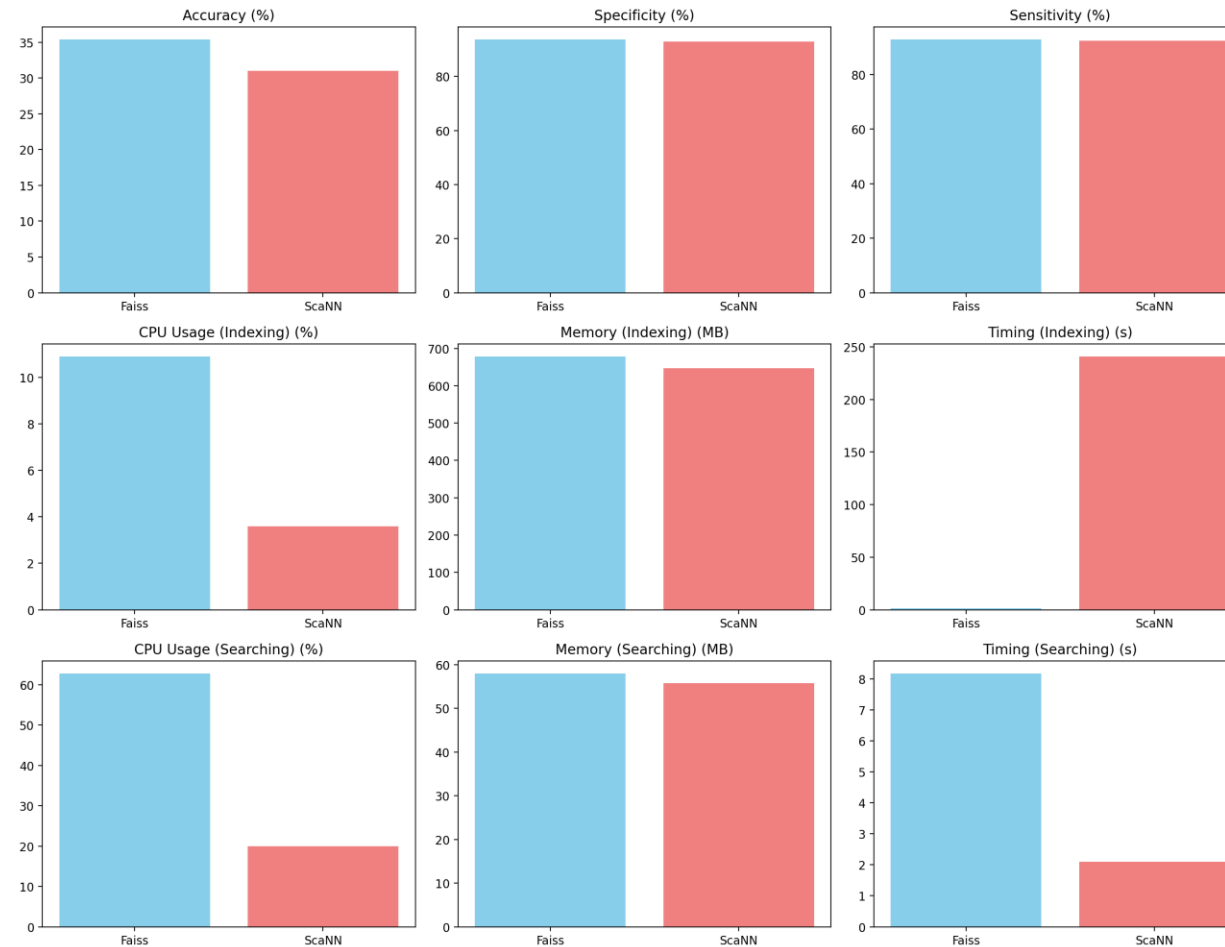 Accuracy (%)
35
30
25
20
15
10
5
0
Faiss
ScaNN
Specificity (%)
80
60
40
20
0
Faiss
ScaNN
Sensitivity (%)
80
60
40
20
0
Faiss
ScaNN
CPU Usage (Indexing) (%)
10
8
6
4
2
0
Faiss
ScaNN
Memory (Indexing) (MB)
700
600
500
400
300
200
100
0
Faiss
ScaNN
Timing (Indexing) (s)
250
200
150
100
50
0
Faiss
ScaNN
CPU Usage (Searching) (%)
60
50
40
30
20
10
0
Faiss
ScaNN
Memory (Searching) (MB)
60
50
40
30
20
10
0
Faiss
ScaNN
Timing (Searching) (s)
8
7
6
5
4
3
2
1
0
Faiss
ScaNN